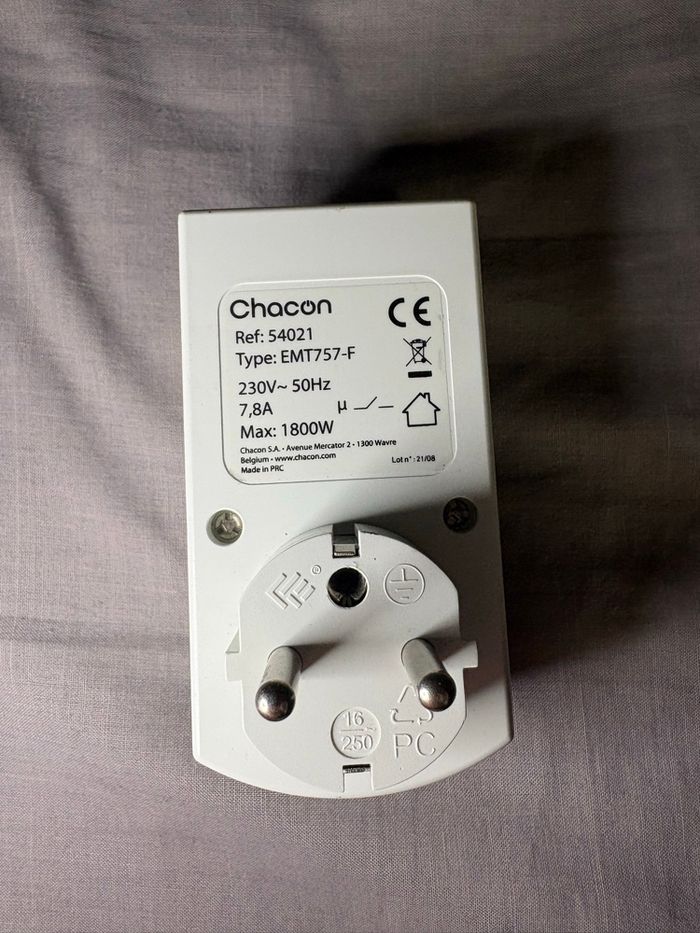 Chacon
CE
Ref: 54021
Type: EMT757-F
230V~ 50Hz
7,8A
µ
Max: 1800W
Chacon S.A. - Avenue Mercator 2 - 1300 Wavre
Belgium - www.chacon.com
Made in PRC
Lot n° : 21/08
16
250~
PC